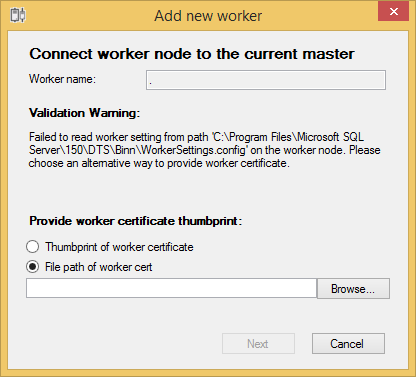 Add new worker
Connect worker node to the current master
Worker name:
.
Validation Warning:
Failed to read worker setting from path 'C:\Program Files\Microsoft SQL
Server\150\DTS\Binn\WorkerSettings.config' on the worker node. Please
choose an alternative way to provide worker certificate.
Provide worker certificate thumbprint:
Thumbprint of worker certificate
File path of worker cert
Browse...
Next
Cancel